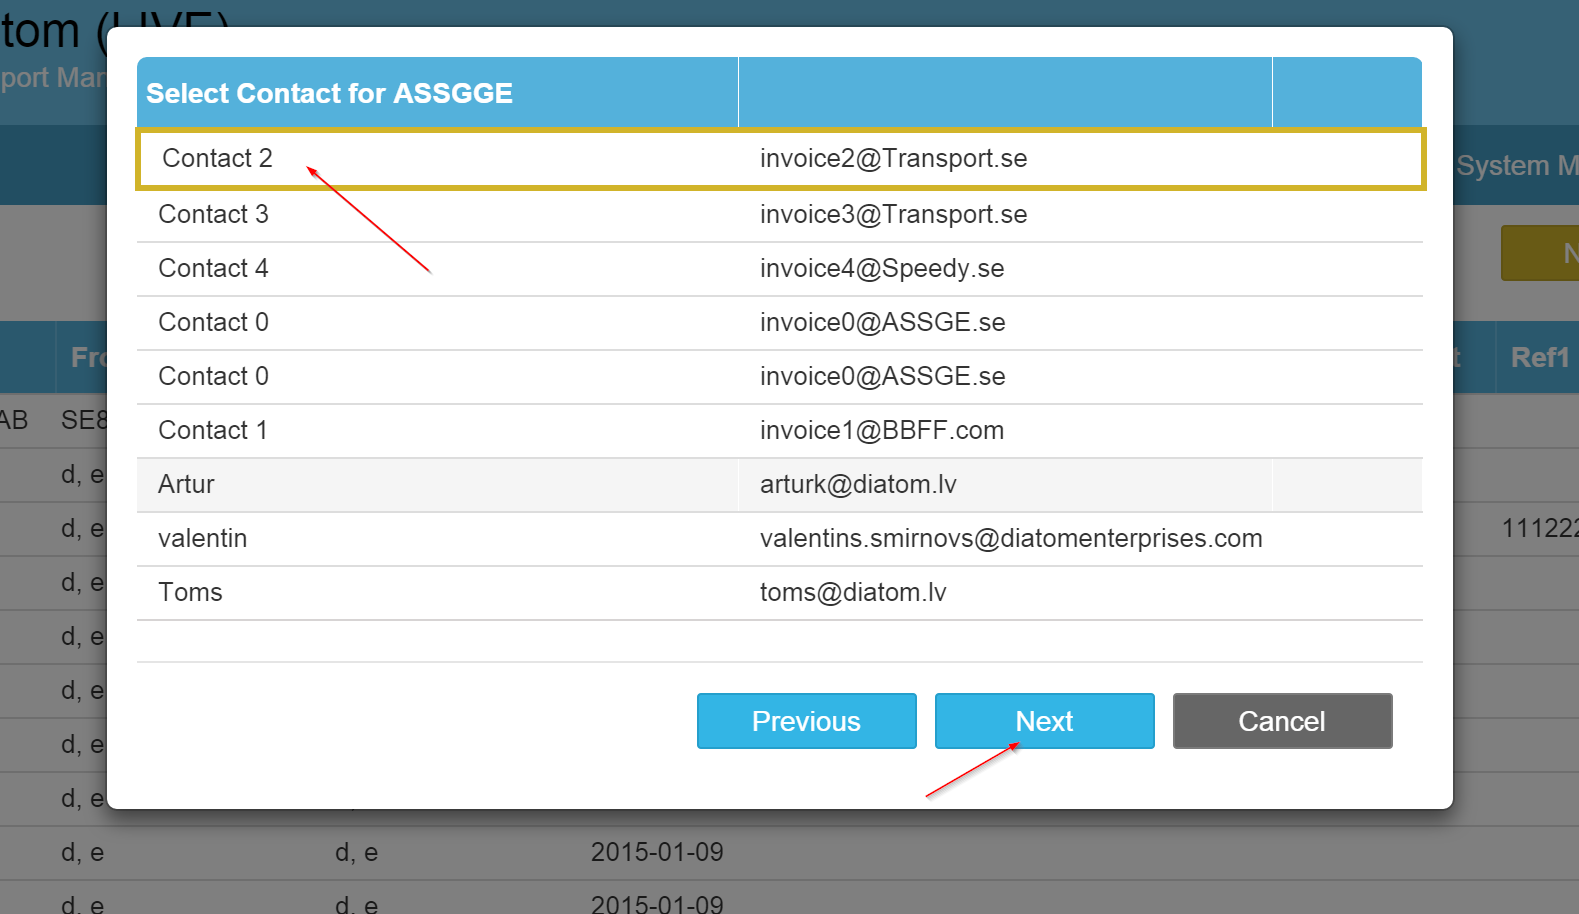 tom (LIVE)
port Mar
Select Contact for ASSGGE
Contact 2 invoice2@Transport.se
System M
Contact 3 invoice3@Transport.se
N
Contact 4 invoice4@Speedy.se
Contact 0 invoice0@ASSGE.se
Fro t Ref1
Contact 0 invoice0@ASSGE.se
AB SE8
Contact 1 invoice1@BBFF.com
d, e
Artur arturk@diatom.lv
d, e 111222
valentin valentins.smirnovs@diatomenterprises.com
d, e
Toms toms@diatom.lv
d, e
d, e
Previous Next Cancel
d, e
d, e
d, e d, e 2015-01-09
d, e d, e 2015-01-09